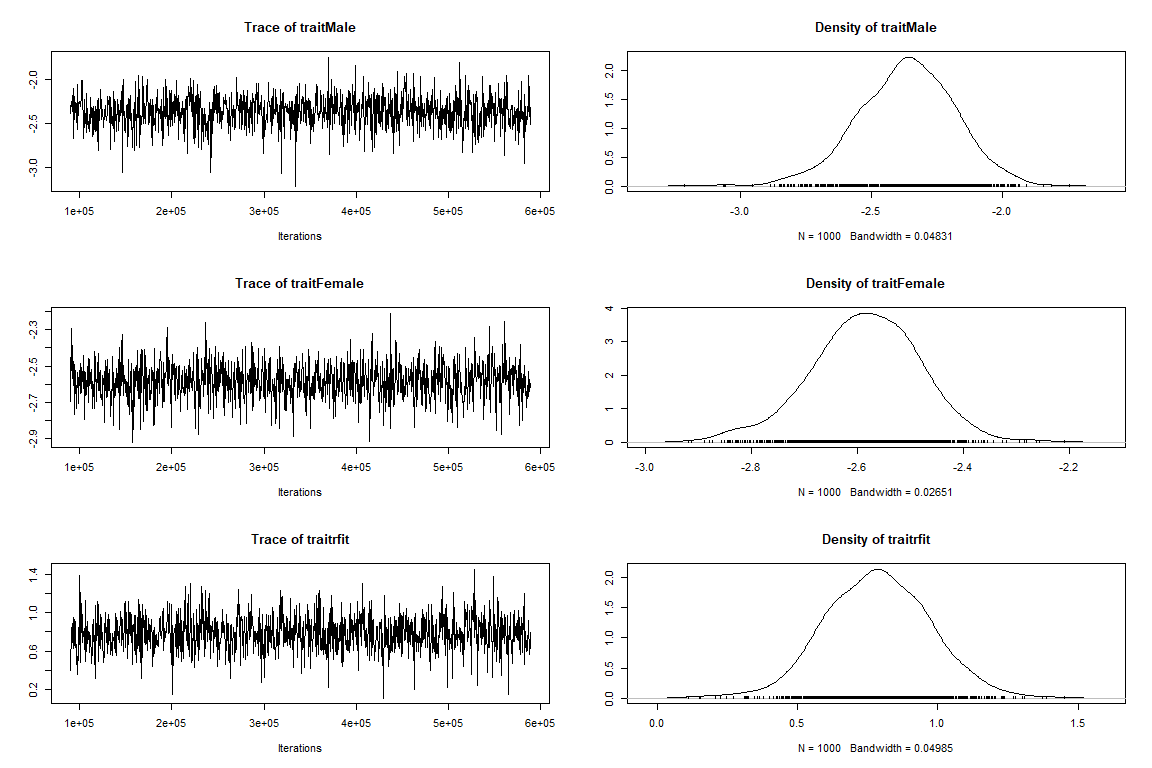 Trace of traitMale
-2.0
-2.5
-3.0
1e+05 2e+05 3e+05 4e+05 5e+05 6e+05
Iterations
Density of traitMale
2.0
1.5
1.0
0.5
0.0
-3.0 -2.5 -2.0
N = 1000 Bandwidth = 0.04831
Trace of traitFemale
-2.3
-2.5
-2.7
-2.9
1e+05 2e+05 3e+05 4e+05 5e+05 6e+05
Iterations
Density of traitFemale
4
3
2
1
0
-3.0 -2.8 -2.6 -2.4 -2.2
N = 1000 Bandwidth = 0.02651
Trace of traitrfit
1.4
1.0
0.6
0.2
1e+05 2e+05 3e+05 4e+05 5e+05 6e+05
Iterations
Density of traitrfit
2.0
1.5
1.0
0.5
0.0
0.0 0.5 1.0 1.5
N = 1000 Bandwidth = 0.04985